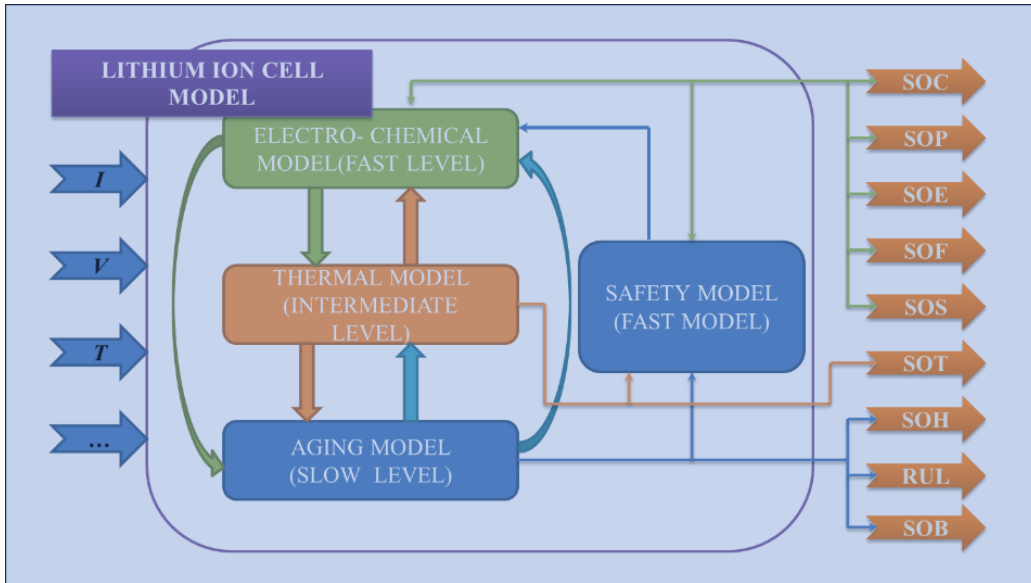 LITHIUM ION CELL
MODEL
ELECTRO- CHEMICAL
MODEL(FAST LEVEL)
THERMAL MODEL
(INTERMEDIATE
LEVEL)
AGING MODEL
(SLOW LEVEL)
SAFETY MODEL
(FAST MODEL)
I
V
T
...
SOC
SOP
SOE
SOF
SOS
SOT
SOH
RUL
SOB